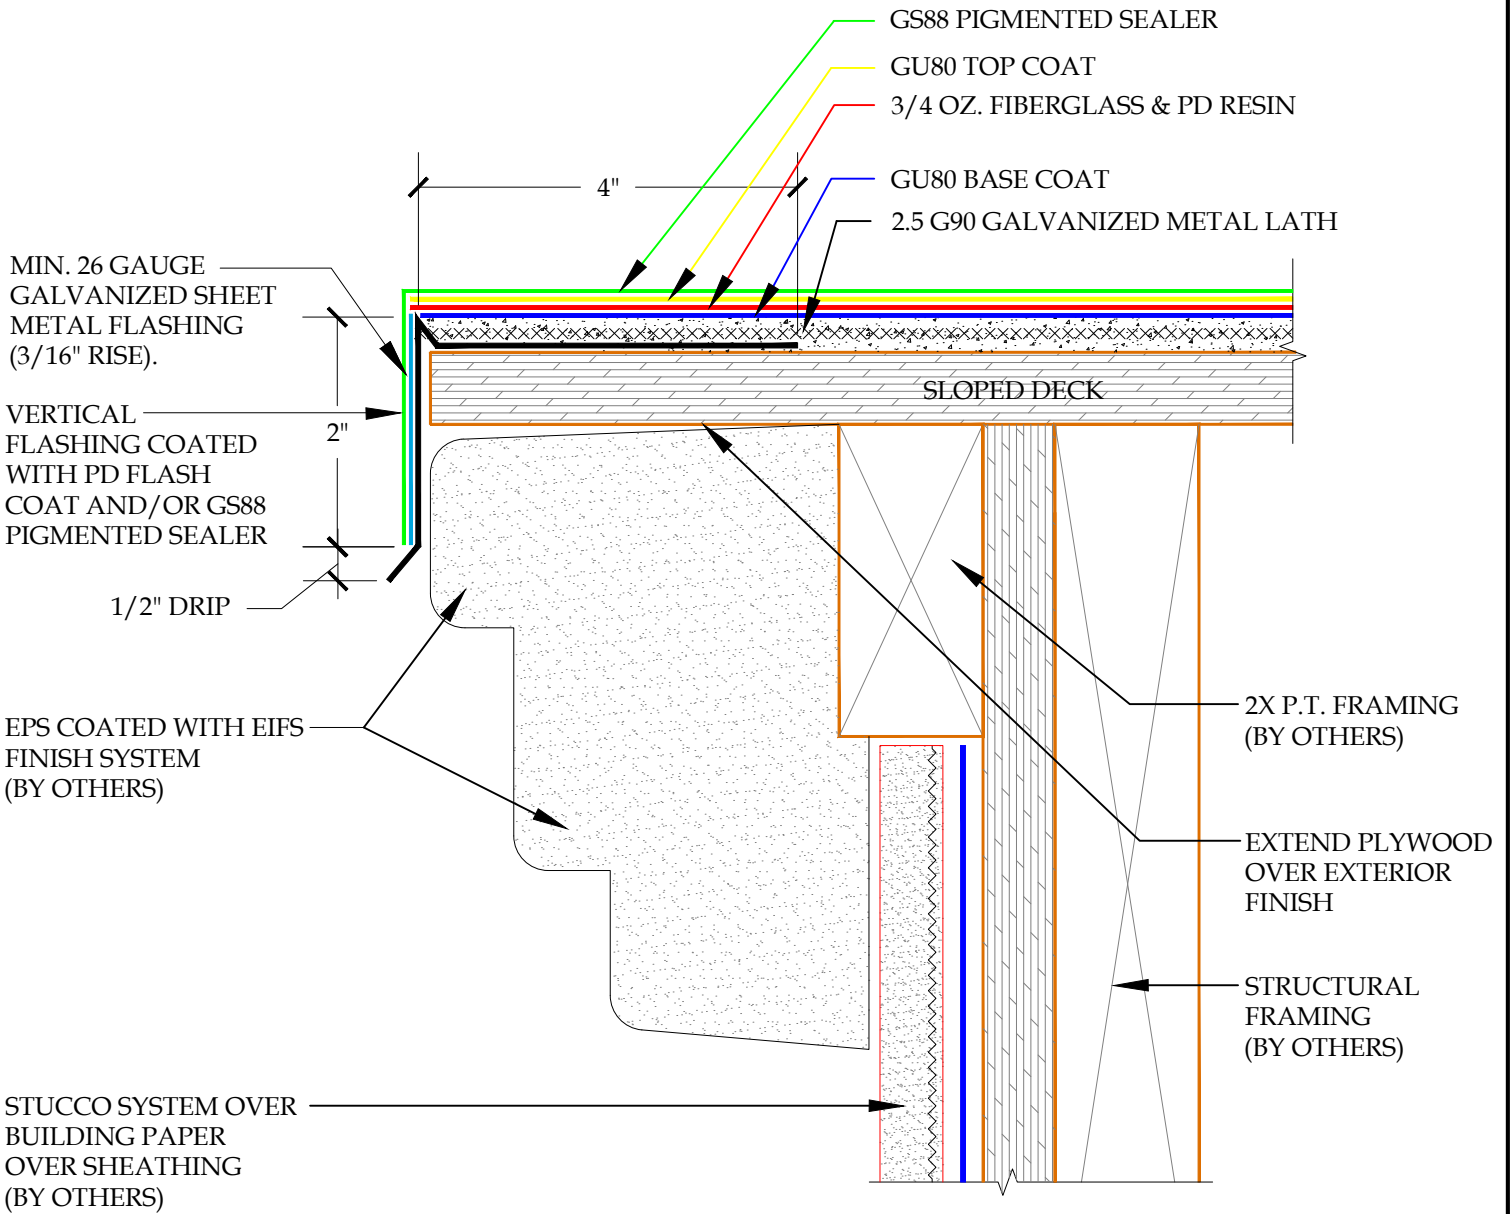 GS88 PIGMENTED SEALER
GU80 TOP COAT
3/4 OZ. FIBERGLASS & PD RESIN
GU80 BASE COAT
2.5 G90 GALVANIZED METAL LATH
4"
MIN. 26 GAUGE
GALVANIZED SHEET
METAL FLASHING
(3/16" RISE).
VERTICAL
FLASHING COATED
WITH PD FLASH
COAT AND/OR GS88
PIGMENTED SEALER
2"
1/2" DRIP
SLOPED DECK
EPS COATED WITH EIFS
FINISH SYSTEM
(BY OTHERS)
2X P.T. FRAMING
(BY OTHERS)
EXTEND PLYWOOD
OVER EXTERIOR
FINISH
STRUCTURAL
FRAMING
(BY OTHERS)
STUCCO SYSTEM OVER
BUILDING PAPER
OVER SHEATHING
(BY OTHERS)